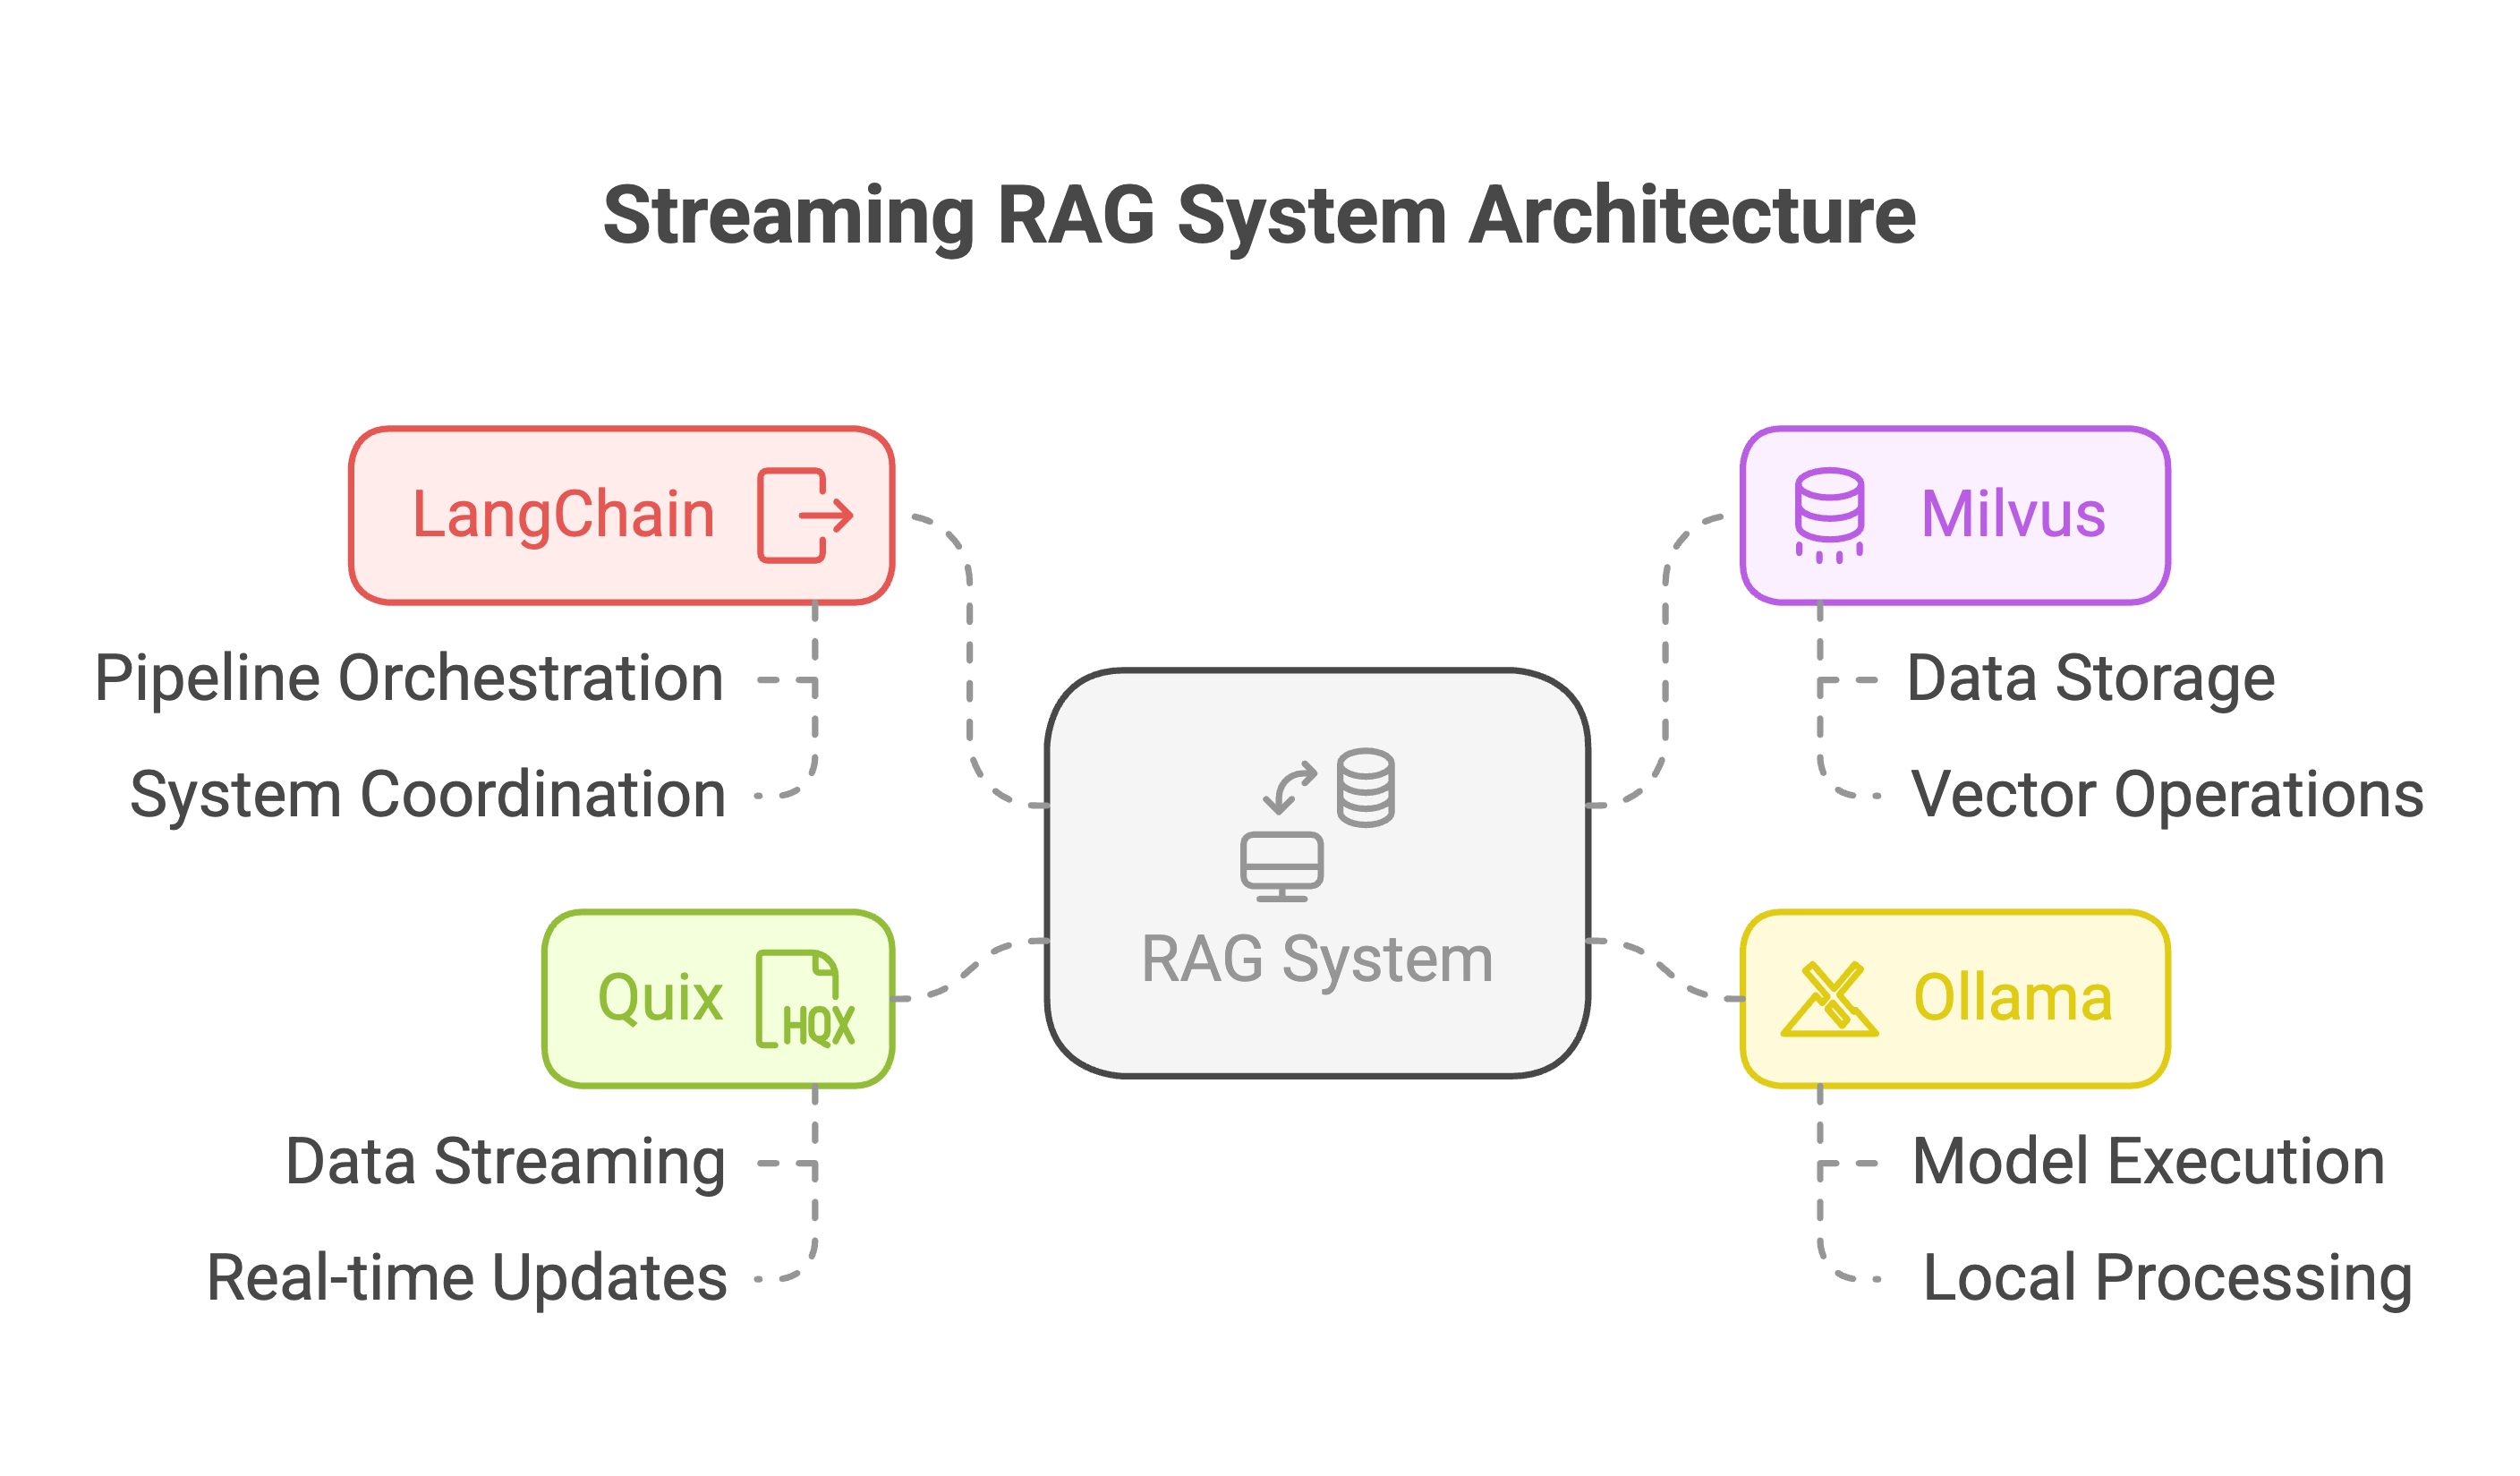 Streaming RAG System Architecture
LangChain
Pipeline Orchestration
System Coordination
Quix
HQX
Data Streaming
Real-time Updates
RAG System
Milvus
Data Storage
Vector Operations
Ollama
Model Execution
Local Processing